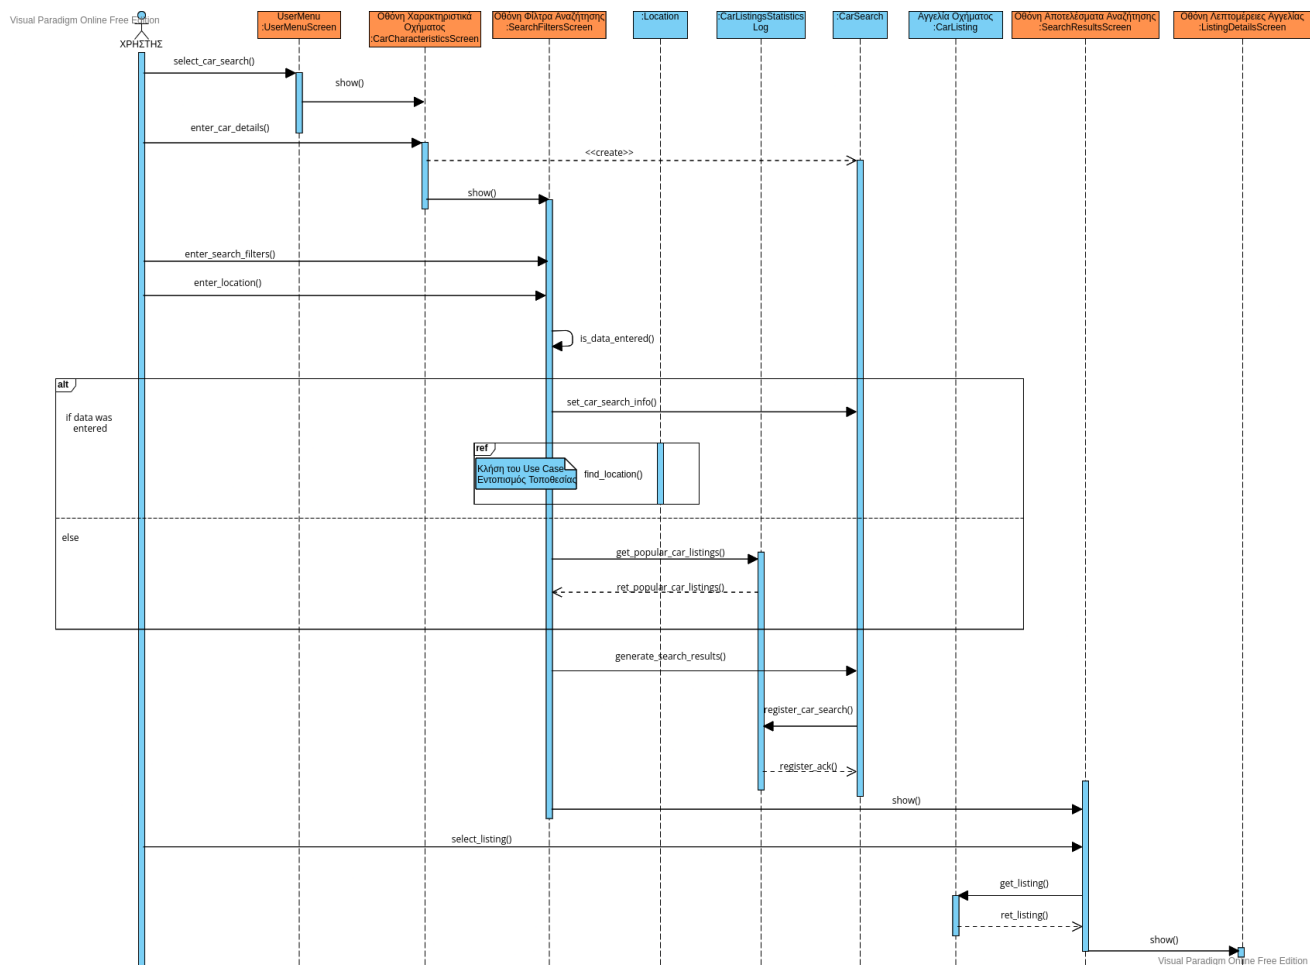 Visual Paradigm Online Free Edition
ΧΡΗΣΤΗΣ
UserMenu
:UserMenuScreen
Οθόνη Χαρακτηριστικά
Οχήματος
:CarCharacteristicsScreen
Οθόνη Φίλτρα Αναζήτησης
:SearchFiltersScreen
:Location
:CarListingsStatistics
Log
:CarSearch
Αγγελία Οχήματος
:CarListing
Οθόνη Αποτελέσματα Αναζήτησης
:SearchResultsScreen
Οθόνη Λεπτομέρειες Αγγελίας
:ListingDetailsScreen
select_car_search()
show()
enter_car_details()
<<create>>
show()
enter_search_filters()
enter_location()
is_data_entered()
alt
if data was
entered
set_car_search_info()
ref
Κλήση του Use Case
Εντοπισμός Τοποθεσίας
find_location()
else
get_popular_car_listings()
ret_popular_car_listings()
generate_search_results()
register_car_search()
register_ack()
show()
select_listing()
get_listing()
ret_listing()
show()
Visual Paradigm Online Free Edition